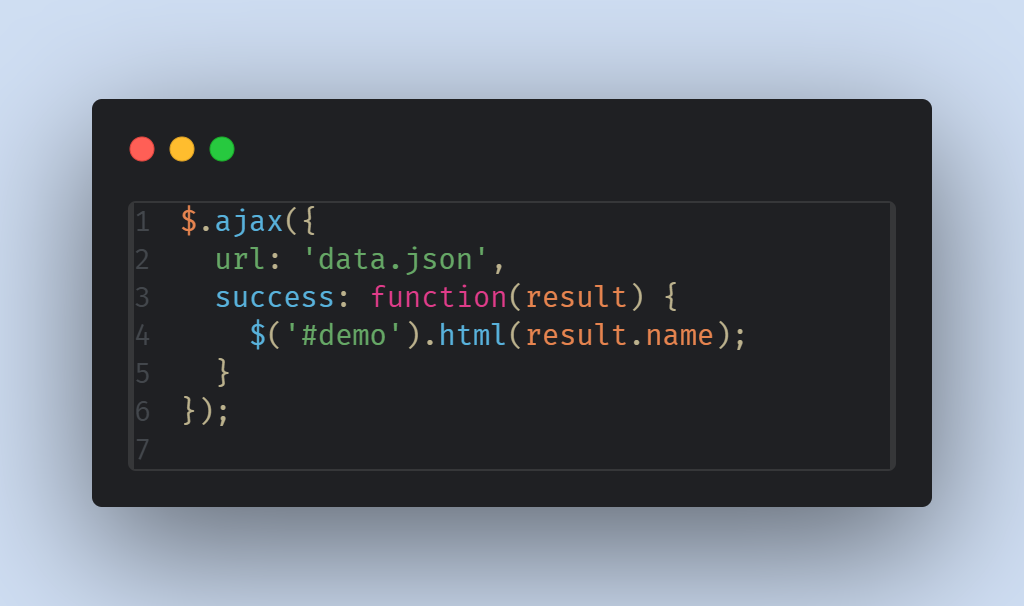 1 $.ajax({
2   url: 'data.json',
3   success: function(result) {
4     $('#demo').html(result.name);
5   }
6 });
7